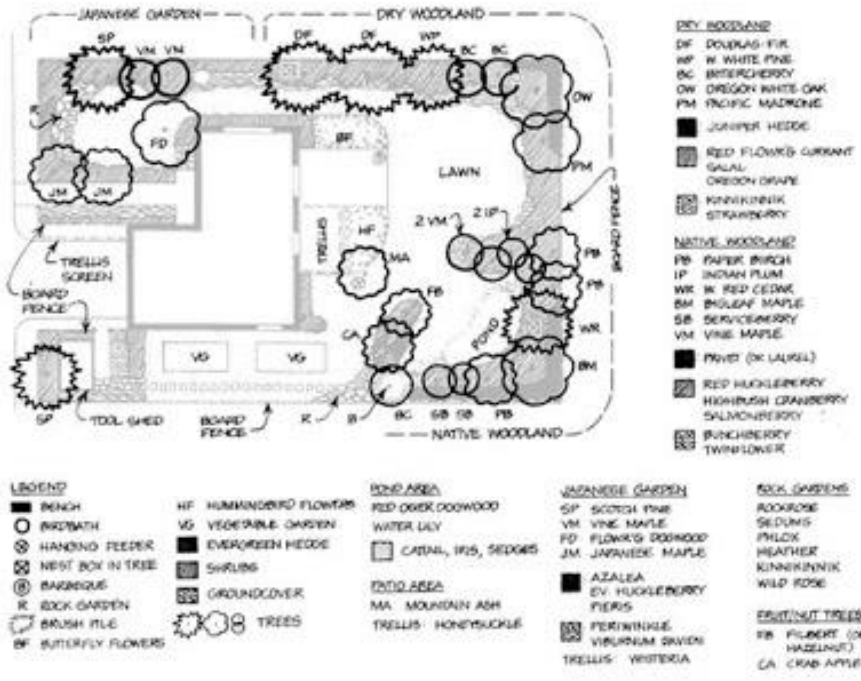 JAPANESE GARDEN
DRY WOODLAND
SP
VM
VM
DF
DF
WP
BC
BC
OW
R
FD
BF
LAWN
PM
JM
JM
2 VM
2 IP
BOARD FENCE
TRELLIS
HF
MA
PB
PB
TRELLIS
SCREEN
BOARD
FENCE
FB
CA
POND
WR
VG
VG
BM
SP
TOOL SHED
BOARD
FENCE
R
B
BC
SB
SB
PB
NATIVE WOODLAND
DRY WOODLAND
DF DOUGLAS-FIR
WP W. WHITE PINE
BC BITTERCHERRY
OW OREGON WHITE OAK
PM PACIFIC MADRONE
JUNIPER HEDGE
RED FLOWR'G CURRANT
SALAL
OREGON GRAPE
KINNIKINNIK
STRAWBERRY
NATIVE WOODLAND
PB PAPER BIRCH
IP INDIAN PLUM
WR W. RED CEDAR
BM BIGLEAF MAPLE
SB SERVICEBERRY
VM VINE MAPLE
PRIVET (OR LAUREL)
RED HUCKLEBERRY
HIGHBUSH CRANBERRY
SALMONBERRY
BUNCHBERRY
TWINFLOWER
LEGEND
BENCH
BIRDBATH
HANGING FEEDER
NEST BOX IN TREE
BARBEQUE
R ROCK GARDEN
BRUSH PILE
BF BUTTERFLY FLOWERS
HF HUMMINGBIRD FLOWERS
VG VEGETABLE GARDEN
EVERGREEN HEDGE
SHRUBS
GROUNDCOVER
TREES
POND AREA
RED OSIER DOGWOOD
WATER LILY
CATTAIL, IRIS, SEDGES
PATIO AREA
MA MOUNTAIN ASH
TRELLIS: HONEYSUCKLE
JAPANESE GARDEN
SP SCOTCH PINE
VM VINE MAPLE
FD FLOWR'G DOGWOOD
JM JAPANESE MAPLE
AZALEA
EV. HUCKLEBERRY
PIERIS
PERIWINKLE
VIBURNUM DAVIDII
TRELLIS: WISTERIA
ROCK GARDENS
ROCKROSE
SEDUMS
PHLOX
HEATHER
KINNIKINNIK
WILD ROSE
FRUIT/NUT TREES
FB FILBERT (OR
HAZELNUT)
CA CRAB APPLE